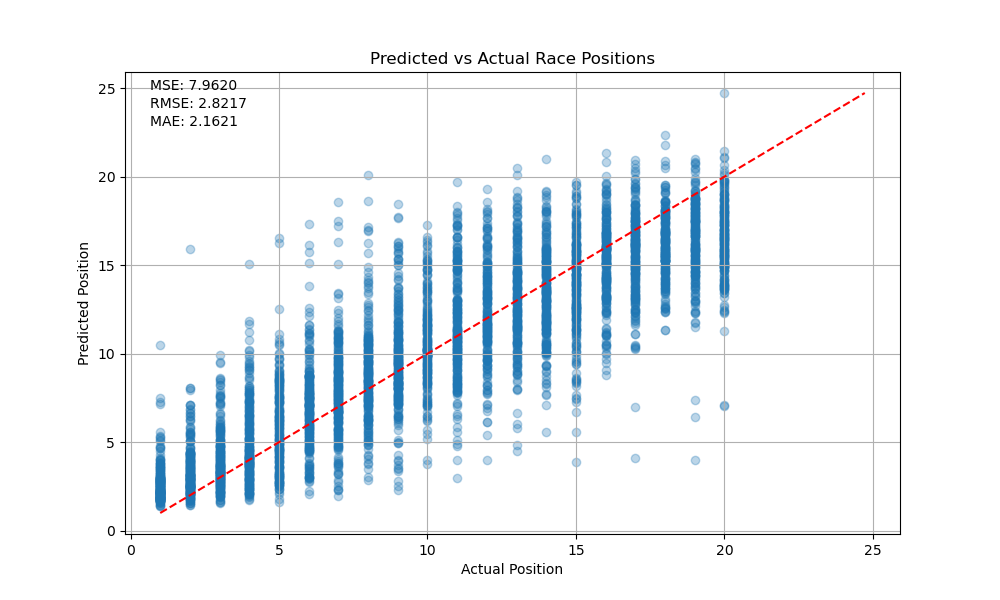 Predicted vs Actual Race Positions
MSE: 7.9620
RMSE: 2.8217
MAE: 2.1621
25
20
15
10
5
0
Predicted Position
0 5 10 15 20 25
Actual Position